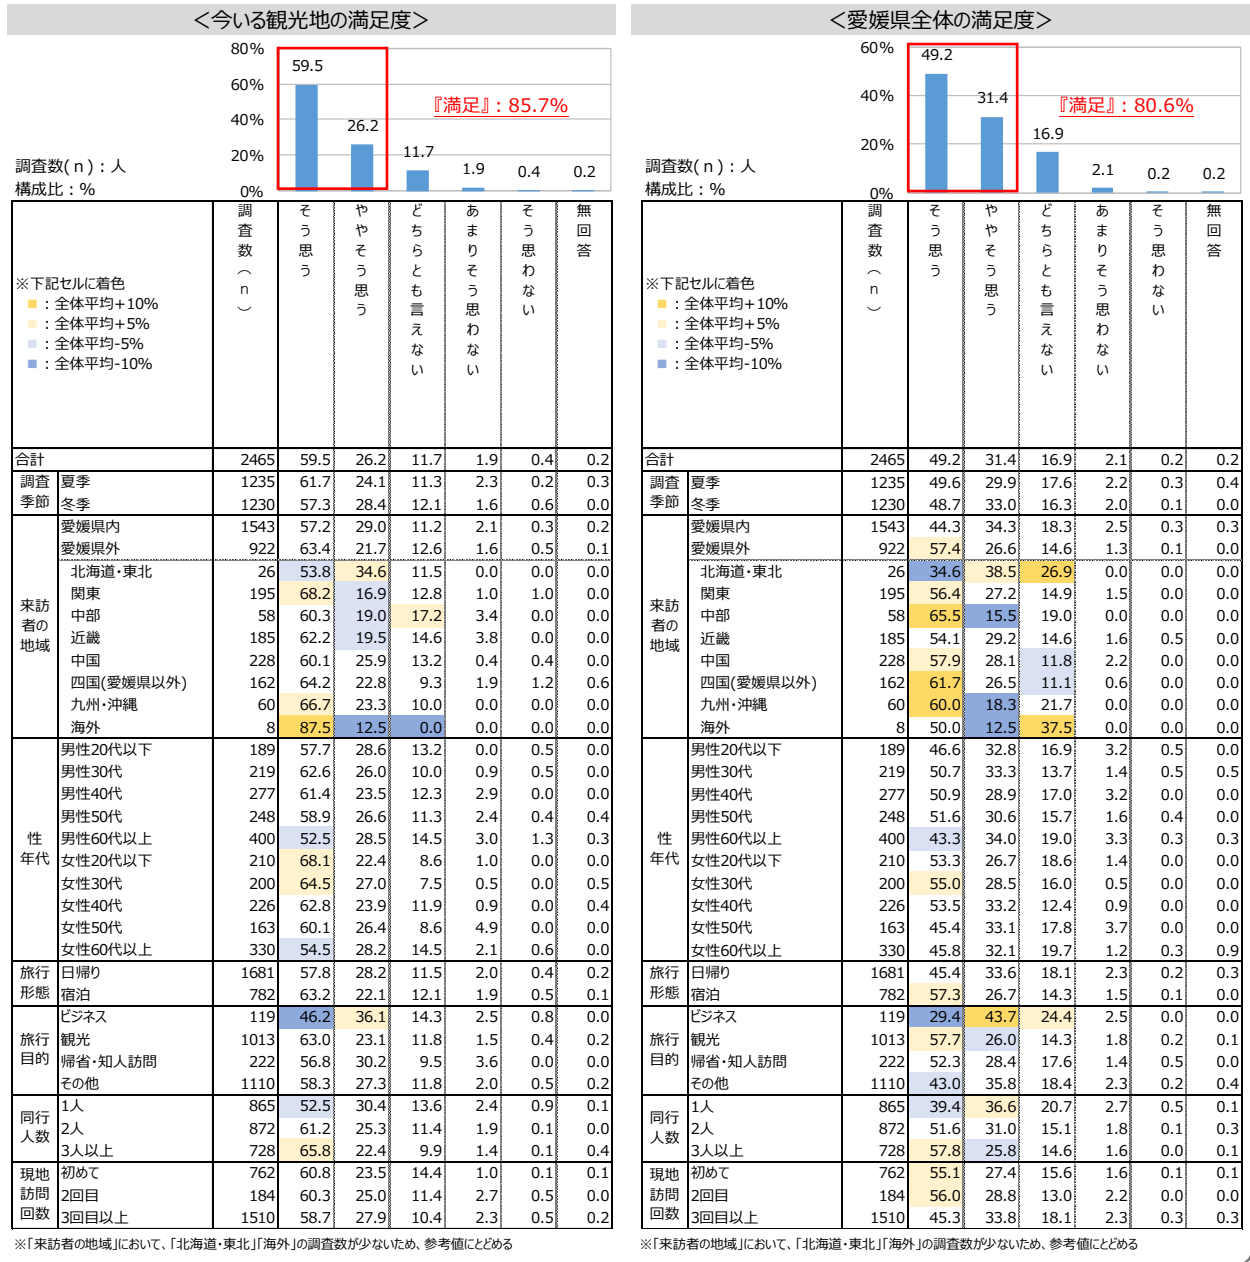 ＜今いる観光地の満足度＞
80%
60%
40%
20%
0%
59.5
26.2
11.7
1.9
0.4
0.2
『満足』：85.7%
調査数(ｎ)：人
構成比：%
調査数（ｎ）
そう思う
ややそう思う
どちらとも言えない
あまりそう思わない
そう思わない
無回答
※下記セルに着色
■：全体平均+10%
■：全体平均+5%
■：全体平均-5%
■：全体平均-10%
合計 2465 59.5 26.2 11.7 1.9 0.4 0.2
調査季節
夏季 1235 61.7 24.1 11.3 2.3 0.2 0.3
冬季 1230 57.3 28.4 12.1 1.6 0.6 0.0
来訪者の地域
愛媛県内 1543 57.2 29.0 11.2 2.1 0.3 0.2
愛媛県外 922 63.4 21.7 12.6 1.6 0.5 0.1
北海道・東北 26 53.8 34.6 11.5 0.0 0.0 0.0
関東 195 68.2 16.9 12.8 1.0 1.0 0.0
中部 58 60.3 19.0 17.2 3.4 0.0 0.0
近畿 185 62.2 19.5 14.6 3.8 0.0 0.0
中国 228 60.1 25.9 13.2 0.4 0.4 0.0
四国(愛媛県以外) 162 64.2 22.8 9.3 1.9 1.2 0.6
九州・沖縄 60 66.7 23.3 10.0 0.0 0.0 0.0
海外 8 87.5 12.5 0.0 0.0 0.0 0.0
性年代
男性20代以下 189 57.7 28.6 13.2 0.0 0.5 0.0
男性30代 219 62.6 26.0 10.0 0.9 0.5 0.0
男性40代 277 61.4 23.5 12.3 2.9 0.0 0.0
男性50代 248 58.9 26.6 11.3 2.4 0.4 0.4
男性60代以上 400 52.5 28.5 14.5 3.0 1.3 0.3
女性20代以下 210 68.1 22.4 8.6 1.0 0.0 0.0
女性30代 200 64.5 27.0 7.5 0.5 0.0 0.5
女性40代 226 62.8 23.9 11.9 0.9 0.0 0.4
女性50代 163 60.1 26.4 8.6 4.9 0.0 0.0
女性60代以上 330 54.5 28.2 14.5 2.1 0.6 0.0
旅行形態
日帰り 1681 57.8 28.2 11.5 2.0 0.4 0.2
宿泊 782 63.2 22.1 12.1 1.9 0.5 0.1
旅行目的
ビジネス 119 46.2 36.1 14.3 2.5 0.8 0.0
観光 1013 63.0 23.1 11.8 1.5 0.4 0.2
帰省・知人訪問 222 56.8 30.2 9.5 3.6 0.0 0.0
その他 1110 58.3 27.3 11.8 2.0 0.5 0.2
同行人数
1人 865 52.5 30.4 13.6 2.4 0.9 0.1
2人 872 61.2 25.3 11.4 1.9 0.1 0.0
3人以上 728 65.8 22.4 9.9 1.4 0.1 0.4
現地訪問回数
初めて 762 60.8 23.5 14.4 1.0 0.1 0.1
2回目 184 60.3 25.0 11.4 2.7 0.5 0.0
3回目以上 1510 58.7 27.9 10.4 2.3 0.5 0.2
※「来訪者の地域」において、「北海道・東北」「海外」の調査数が少ないため、参考値にとどめる
＜愛媛県全体の満足度＞
60%
40%
20%
0%
49.2
31.4
16.9
2.1
0.2
0.2
『満足』：80.6%
調査数(ｎ)：人
構成比：%
調査数（ｎ）
そう思う
ややそう思う
どちらとも言えない
あまりそう思わない
そう思わない
無回答
※下記セルに着色
■：全体平均+10%
■：全体平均+5%
■：全体平均-5%
■：全体平均-10%
合計 2465 49.2 31.4 16.9 2.1 0.2 0.2
調査季節
夏季 1235 49.6 29.9 17.6 2.2 0.3 0.4
冬季 1230 48.7 33.0 16.3 2.0 0.1 0.0
来訪者の地域
愛媛県内 1543 44.3 34.3 18.3 2.5 0.3 0.3
愛媛県外 922 57.4 26.6 14.6 1.3 0.1 0.0
北海道・東北 26 34.6 38.5 26.9 0.0 0.0 0.0
関東 195 56.4 27.2 14.9 1.5 0.0 0.0
中部 58 65.5 15.5 19.0 0.0 0.0 0.0
近畿 185 54.1 29.2 14.6 1.6 0.5 0.0
中国 228 57.9 28.1 11.8 2.2 0.0 0.0
四国(愛媛県以外) 162 61.7 26.5 11.1 0.6 0.0 0.0
九州・沖縄 60 60.0 18.3 21.7 0.0 0.0 0.0
海外 8 50.0 12.5 37.5 0.0 0.0 0.0
性年代
男性20代以下 189 46.6 32.8 16.9 3.2 0.5 0.0
男性30代 219 50.7 33.3 13.7 1.4 0.5 0.5
男性40代 277 50.9 28.9 17.0 3.2 0.0 0.0
男性50代 248 51.6 30.6 15.7 1.6 0.4 0.0
男性60代以上 400 43.3 34.0 19.0 3.3 0.3 0.3
女性20代以下 210 53.3 26.7 18.6 1.4 0.0 0.0
女性30代 200 55.0 28.5 16.0 0.5 0.0 0.0
女性40代 226 53.5 33.2 12.4 0.9 0.0 0.0
女性50代 163 45.4 33.1 17.8 3.7 0.0 0.0
女性60代以上 330 45.8 32.1 19.7 1.2 0.3 0.9
旅行形態
日帰り 1681 45.4 33.6 18.1 2.3 0.2 0.3
宿泊 782 57.3 26.7 14.3 1.5 0.1 0.0
旅行目的
ビジネス 119 29.4 43.7 24.4 2.5 0.0 0.0
観光 1013 57.7 26.0 14.3 1.8 0.2 0.1
帰省・知人訪問 222 52.3 28.4 17.6 1.4 0.5 0.0
その他 1110 43.0 35.8 18.4 2.3 0.2 0.4
同行人数
1人 865 39.4 36.6 20.7 2.7 0.5 0.1
2人 872 51.6 31.0 15.1 1.8 0.1 0.3
3人以上 728 57.8 25.8 14.6 1.6 0.0 0.1
現地訪問回数
初めて 762 55.1 27.4 15.6 1.6 0.1 0.1
2回目 184 56.0 28.8 13.0 2.2 0.0 0.0
3回目以上 1510 45.3 33.8 18.1 2.3 0.3 0.3
※「来訪者の地域」において、「北海道・東北」「海外」の調査数が少ないため、参考値にとどめる